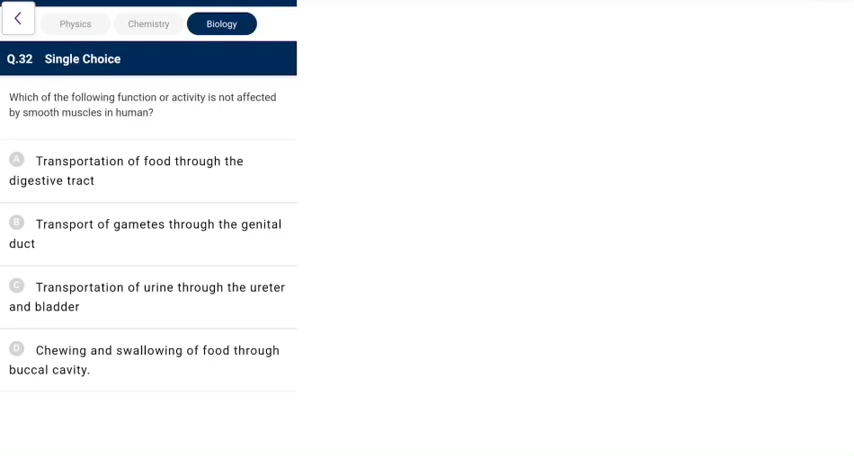 Physics Chemistry Biology
Q.32 Single Choice
Which of the following function or activity is not affected
by smooth muscles in human?
A Transportation of food through the
digestive tract
B Transport of gametes through the genital
duct
C Transportation of urine through the ureter
and bladder
D Chewing and swallowing of food through
buccal cavity.